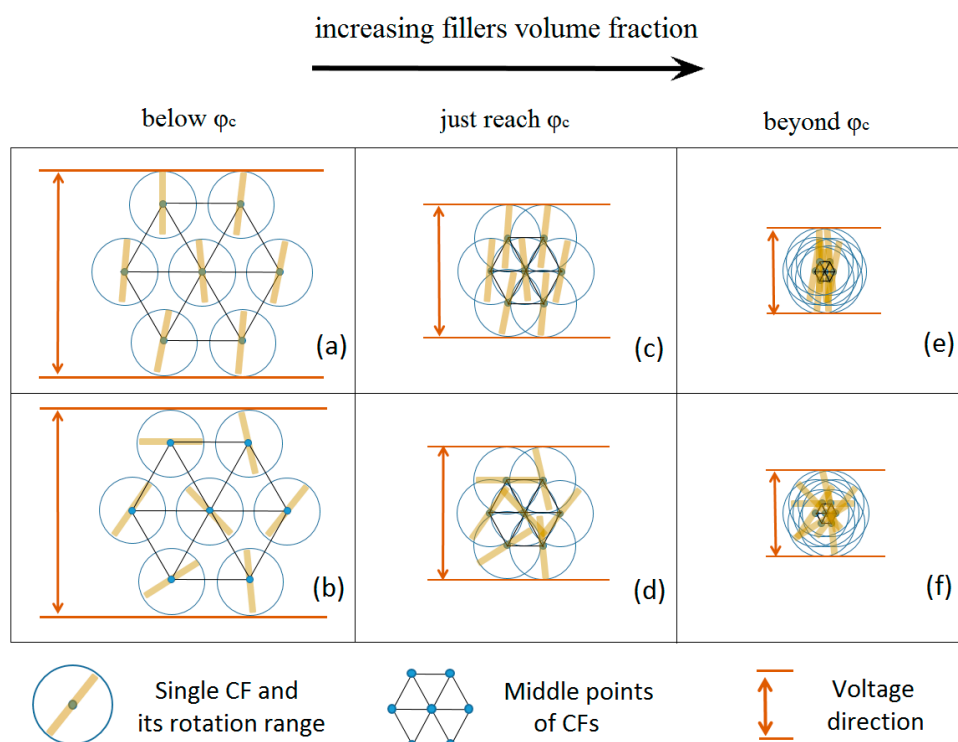 increasing fillers volume fraction
below φc
just reach φc
beyond φc
(a)
(c)
(e)
(b)
(d)
(f)
Single CF and
its rotation range
Middle points
of CFs
Voltage
direction